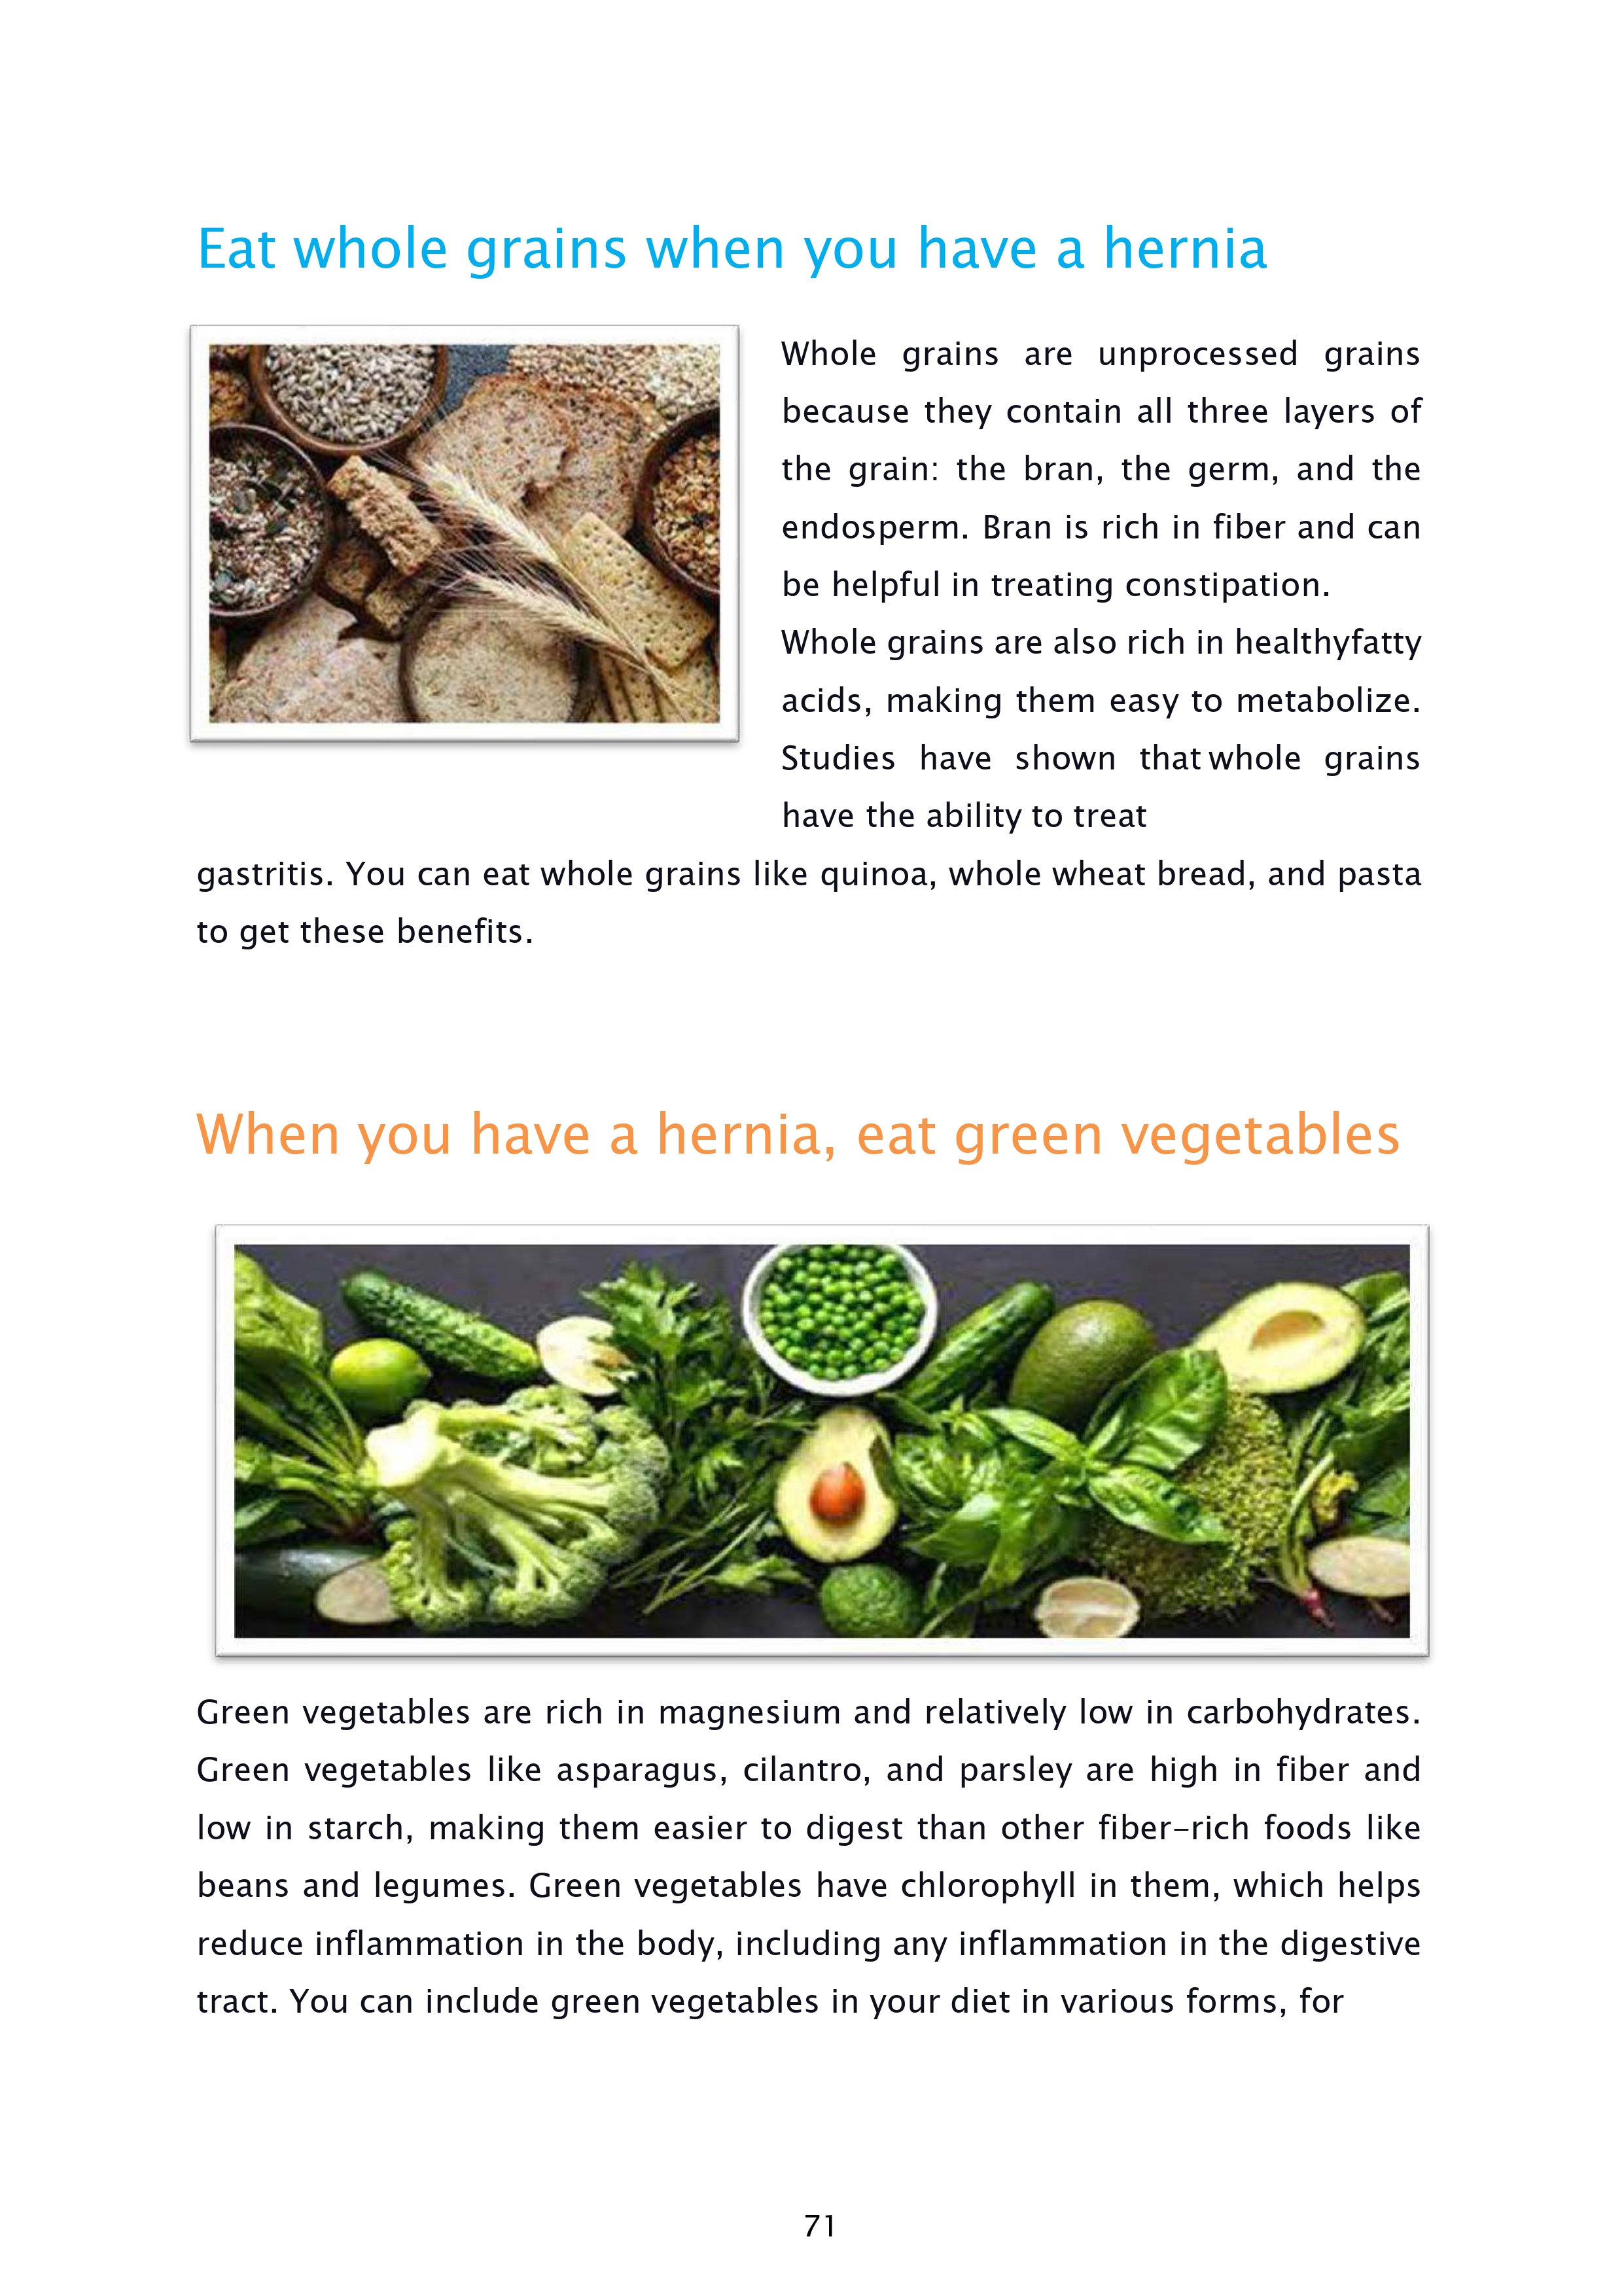 Eat whole grains when you have a hernia
Whole grains are unprocessed grains
because they contain all three layers of
the grain: the bran, the germ, and the
endosperm. Bran is rich in fiber and can
be helpful in treating constipation.
Whole grains are also rich in healthyfatty
acids, making them easy to metabolize.
Studies have shown that whole grains
have the ability to treat
gastritis. You can eat whole grains like quinoa, whole wheat bread, and pasta
to get these benefits.
When you have a hernia, eat green vegetables
Green vegetables are rich in magnesium and relatively low in carbohydrates.
Green vegetables like asparagus, cilantro, and parsley are high in fiber and
low in starch, making them easier to digest than other fiber-rich foods like
beans and legumes. Green vegetables have chlorophyll in them, which helps
reduce inflammation in the body, including any inflammation in the digestive
tract. You can include green vegetables in your diet in various forms, for
71